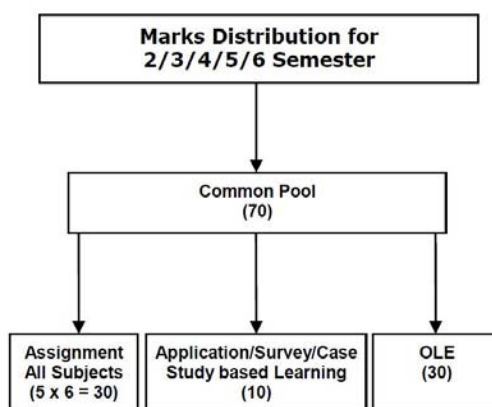 Marks Distribution for
2/3/4/5/6 Semester
Common Pool
(70)
Assignment
All Subjects
(5 x 6 = 30)
Application/Survey/Case
Study based Learning
(10)
OLE
(30)